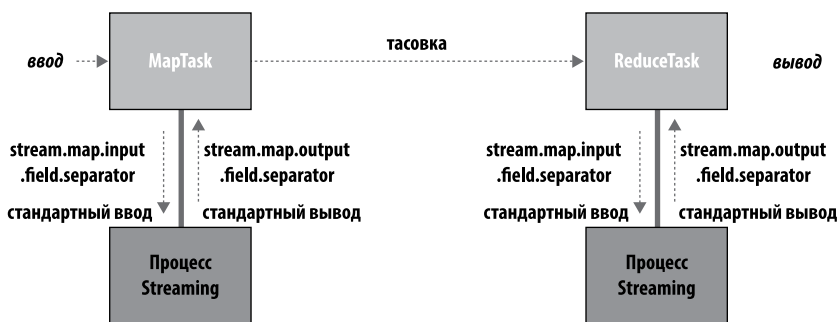 тасовка
ввод
MapTask
ReduceTask
вывод
stream.map.input
.field.separator
stream.map.output
.field.separator
stream.map.input
.field.separator
stream.map.output
.field.separator
стандартный ввод
стандартный вывод
стандартный ввод
стандартный вывод
Процесс
Streaming
Процесс
Streaming